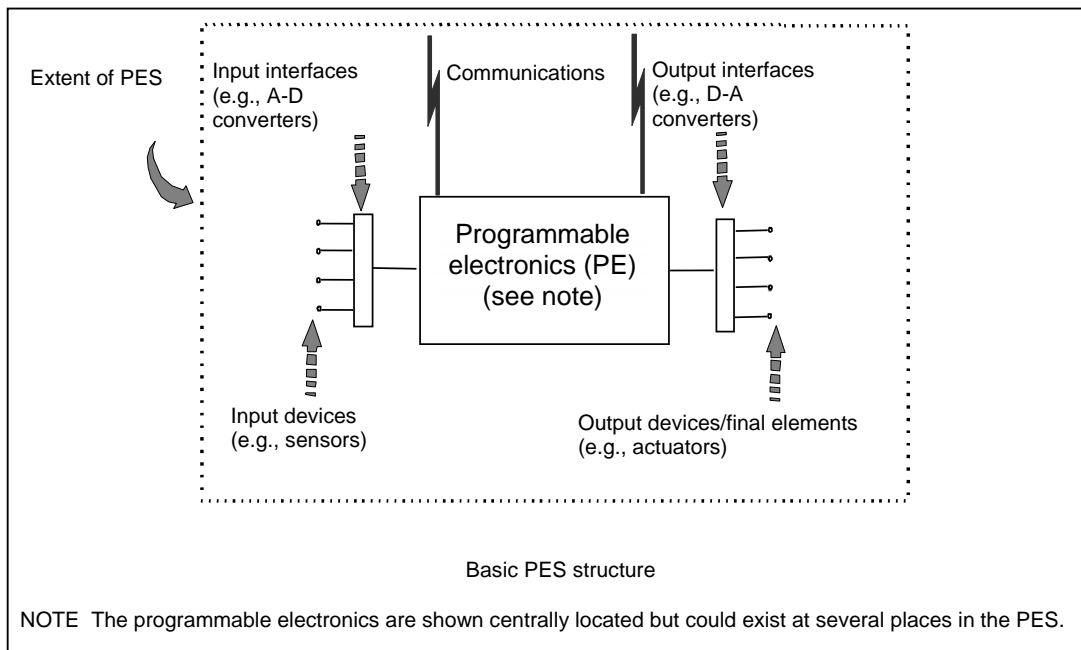 Extent of PES
Input interfaces
(e.g., A-D
converters)
Communications
Output interfaces
(e.g., D-A
converters)
Programmable
electronics (PE)
(see note)
Input devices
(e.g., sensors)
Output devices/final elements
(e.g., actuators)
Basic PES structure
NOTE The programmable electronics are shown centrally located but could exist at several places in the PES.